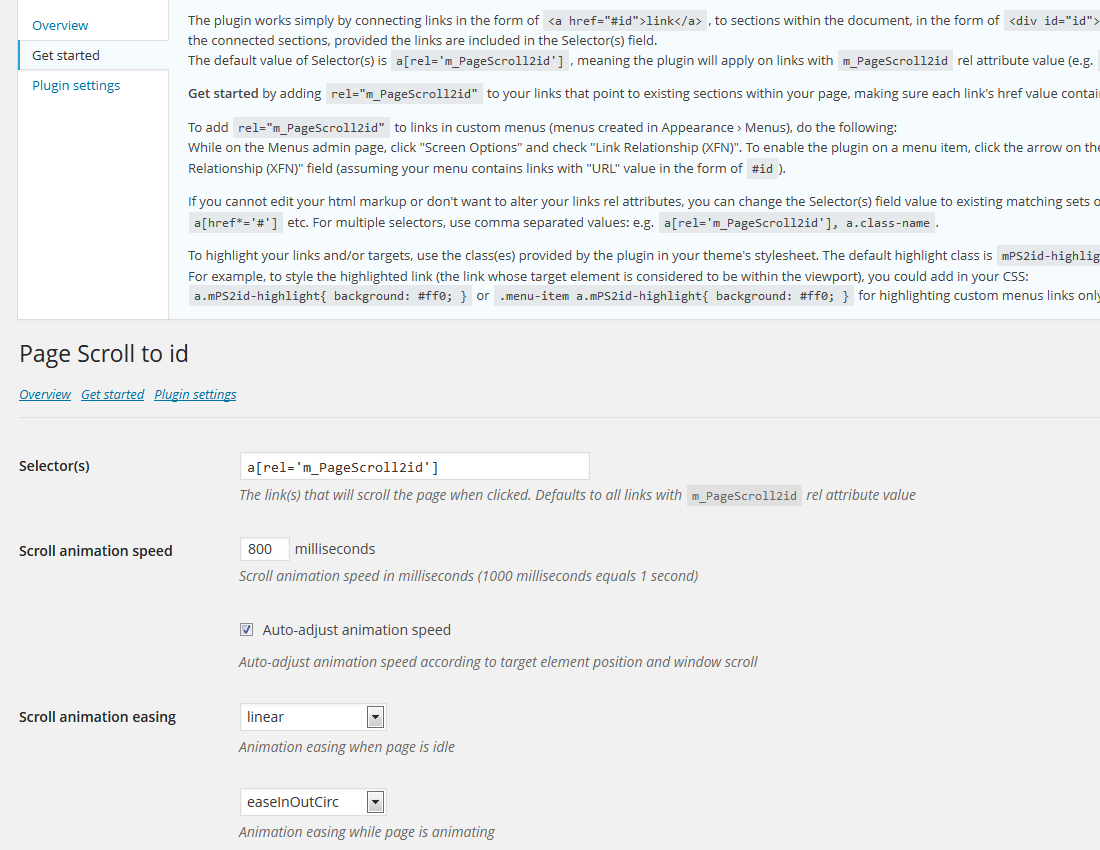 Overview
Get started
Plugin settings
The plugin works simply by connecting links in the form of <a href="#id">link</a> , to sections within the document, in the form of <div id="id">
the connected sections, provided the links are included in the Selector(s) field.
The default value of Selector(s) is a[rel='m_PageScroll2id'] , meaning the plugin will apply on links with m_PageScroll2id rel attribute value (e.g.
Get started by adding rel="m_PageScroll2id" to your links that point to existing sections within your page, making sure each link's href value contai
To add rel="m_PageScroll2id" to links in custom menus (menus created in Appearance › Menus), do the following:
While on the Menus admin page, click "Screen Options" and check "Link Relationship (XFN)". To enable the plugin on a menu item, click the arrow on the
Relationship (XFN)" field (assuming your menu contains links with "URL" value in the form of #id ).
If you cannot edit your html markup or don't want to alter your links rel attributes, you can change the Selector(s) field value to existing matching sets o
a[href*='#'] etc. For multiple selectors, use comma separated values: e.g. a[rel='m_PageScroll2id'], a.class-name .
To highlight your links and/or targets, use the class(es) provided by the plugin in your theme's stylesheet. The default highlight class is mPS2id-highlig
For example, to style the highlighted link (the link whose target element is considered to be within the viewport), you could add in your CSS:
a.mPS2id-highlight{ background: #ff0; } or .menu-item a.mPS2id-highlight{ background: #ff0; } for highlighting custom menus links only
Page Scroll to id
Overview Get started Plugin settings
Selector(s)
a[rel='m_PageScroll2id']
The link(s) that will scroll the page when clicked. Defaults to all links with m_PageScroll2id rel attribute value
Scroll animation speed
800 milliseconds
Scroll animation speed in milliseconds (1000 milliseconds equals 1 second)
Auto-adjust animation speed
Auto-adjust animation speed according to target element position and window scroll
Scroll animation easing
linear
Animation easing when page is idle
easeInOutCirc
Animation easing while page is animating